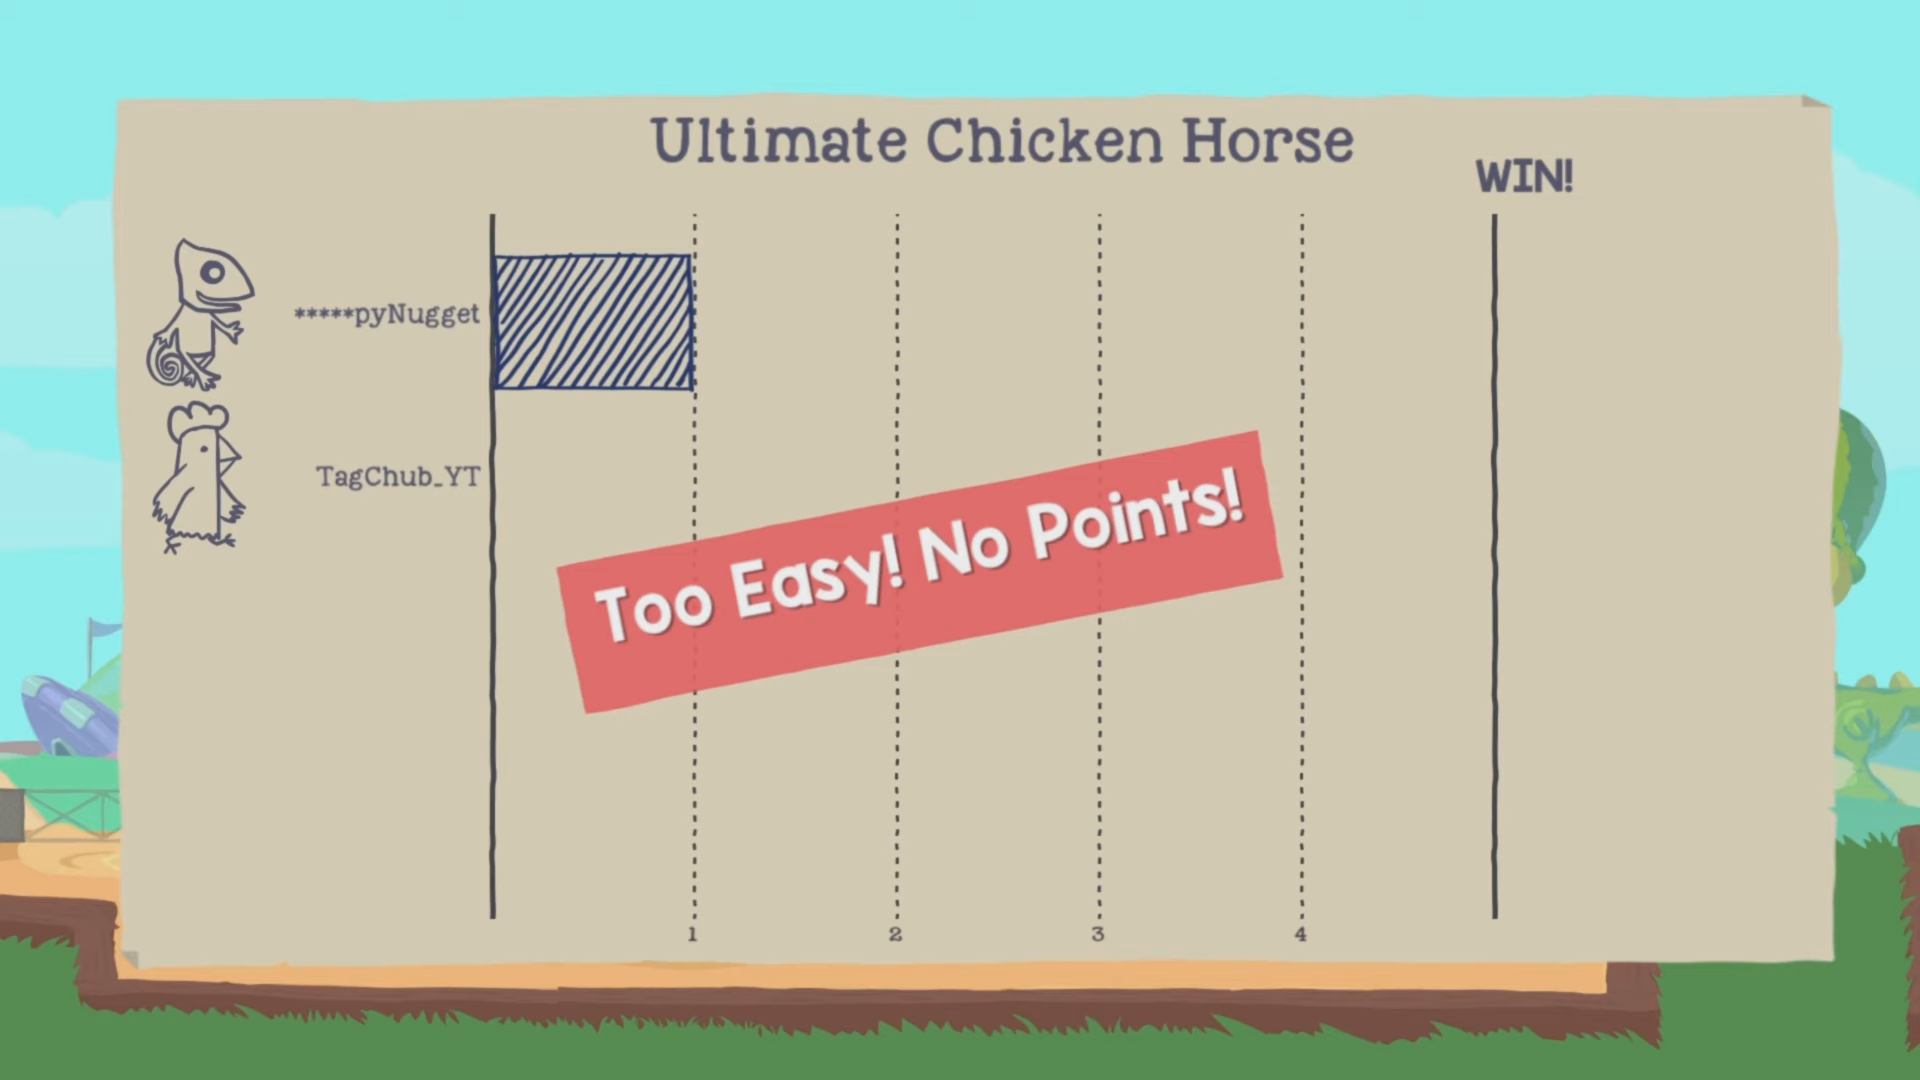 Ultimate Chicken Horse
WIN!
*****pyNugget
TagChub_YT
Too Easy! No Points!
1 2 3 4